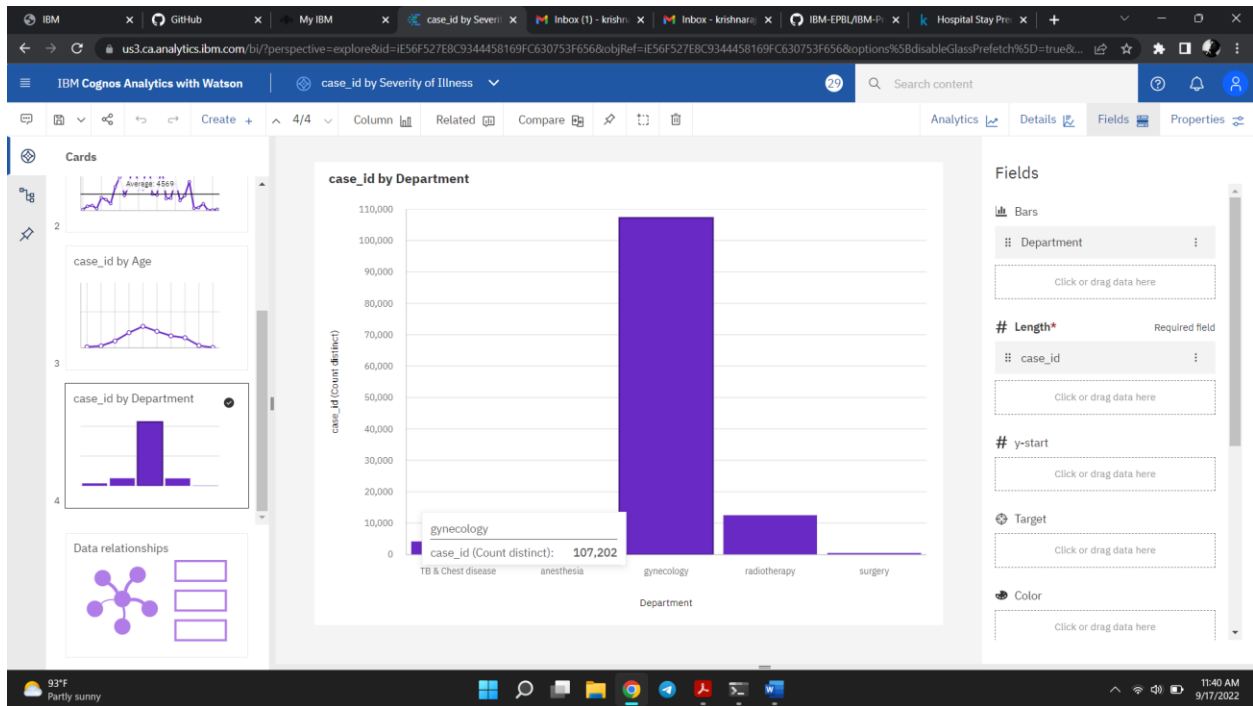 IBM
GitHub
My IBM
case_id by Severit
Inbox (1) - krishn
Inbox - krishnaraj
IBM-EPBL/IBM-Pr
Hospital Stay Pre
us3.ca.analytics.ibm.com/bi/?perspective=explore&id=iE56F527E8C9344458169FC630753F656&objRef=iE56F527E8C9344458169FC630753F656&options%5BdisableGlassPrefetch%5D=true&...
IBM Cognos Analytics with Watson
case_id by Severity of Illness
29
Search content
Create +
4/4
Column
Related
Compare
Analytics
Details
Fields
Properties
Cards
Average: 4569
2
case_id by Age
3
case_id by Department
4
Data relationships
case_id by Department
110,000
100,000
90,000
80,000
70,000
60,000
50,000
40,000
30,000
20,000
10,000
0
case_id (Count distinct)
gynecology
case_id (Count distinct): 107,202
TB & Chest disease
anesthesia
gynecology
radiotherapy
surgery
Department
Fields
Bars
Department
Click or drag data here
# Length*
Required field
case_id
Click or drag data here
# y-start
Click or drag data here
Target
Click or drag data here
Color
Click or drag data here
93°F
Partly sunny
11:40 AM
9/17/2022